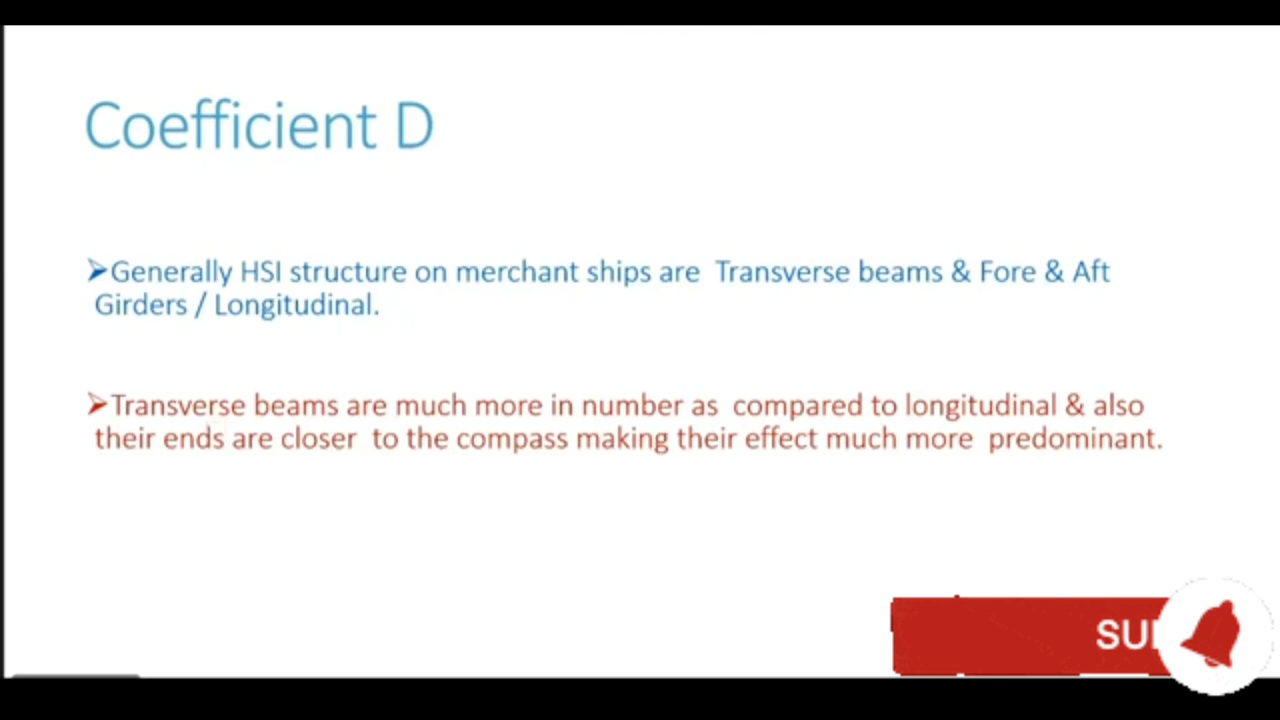 Coefficient D
➢Generally HSI structure on merchant ships are Transverse beams & Fore & Aft
Girders / Longitudinal.
➢Transverse beams are much more in number as compared to longitudinal & also
their ends are closer to the compass making their effect much more predominant.